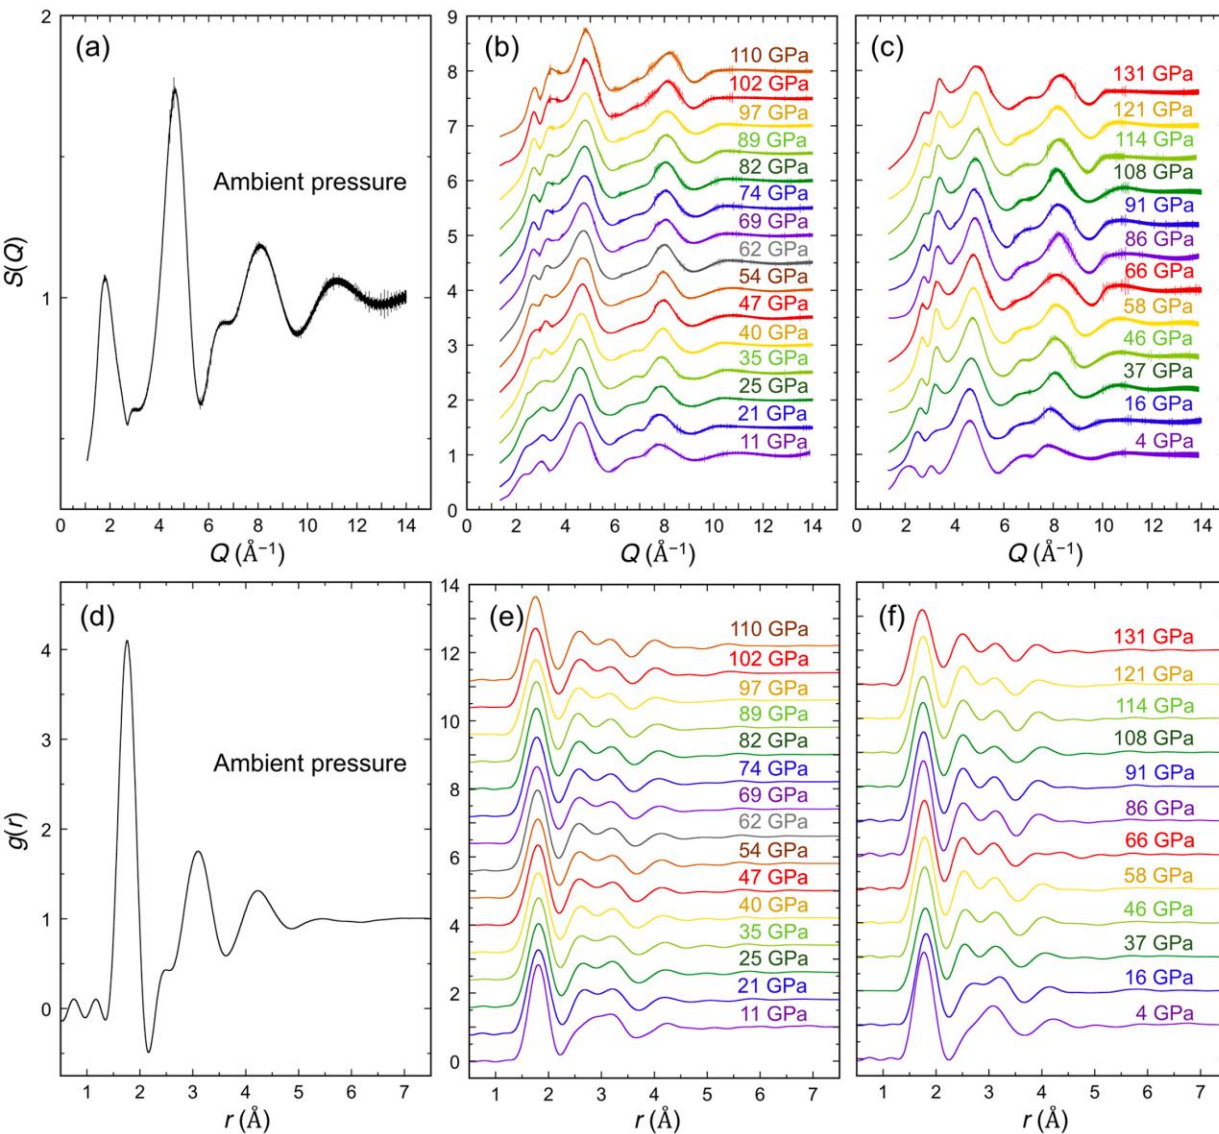 (a)
2
1
S(Q)
Ambient pressure
0 2 4 6 8 10 12 14
Q (Å⁻¹)
(b)
9
8
7
6
5
4
3
2
1
0
110 GPa
102 GPa
97 GPa
89 GPa
82 GPa
74 GPa
69 GPa
62 GPa
54 GPa
47 GPa
40 GPa
35 GPa
25 GPa
21 GPa
11 GPa
0 2 4 6 8 10 12 14
Q (Å⁻¹)
(c)
131 GPa
121 GPa
114 GPa
108 GPa
91 GPa
86 GPa
66 GPa
58 GPa
46 GPa
37 GPa
16 GPa
4 GPa
2 4 6 8 10 12 14
Q (Å⁻¹)
(d)
4
3
2
1
0
g(r)
Ambient pressure
1 2 3 4 5 6 7
r (Å)
(e)
14
12
10
8
6
4
2
0
110 GPa
102 GPa
97 GPa
89 GPa
82 GPa
74 GPa
69 GPa
62 GPa
54 GPa
47 GPa
40 GPa
35 GPa
25 GPa
21 GPa
11 GPa
1 2 3 4 5 6 7
r (Å)
(f)
131 GPa
121 GPa
114 GPa
108 GPa
91 GPa
86 GPa
66 GPa
58 GPa
46 GPa
37 GPa
16 GPa
4 GPa
1 2 3 4 5 6 7
r (Å)